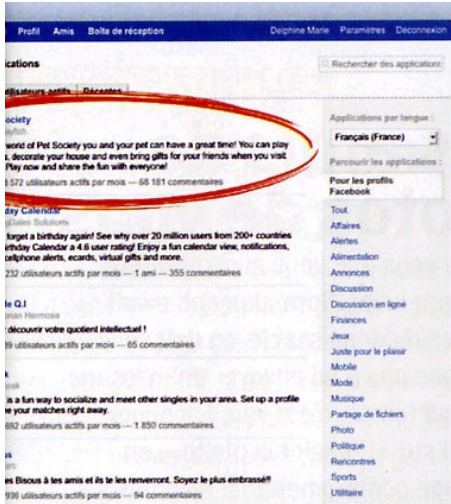 Profil Amis Boîte de réception Delphine Marie Paramètres Déconnexion
Rechercher des applications
Récentes
world of Pet Society you and your pet can have a great time! You can play
decorate your house and even bring gifts for your friends when you visit
Play now and share the fun with everyone!
572 utilisateurs actifs par mois — 68 181 commentaires
day Calendar
forget a birthday again! See why over 20 million users from 200+ countries
Birthday Calendar a 4.6 user rating! Enjoy a fun calendar view, notifications,
cellphone alerts, ecards, virtual gifts and more.
232 utilisateurs actifs par mois — 1 ami — 355 commentaires
le Q.I
découvrir votre quotient intellectuel !
utilisateurs actifs par mois — 65 commentaires
is a fun way to socialize and meet other singles in your area. Set up a profile
your matches right away.
692 utilisateurs actifs par mois — 1 850 commentaires
Bisous à tes amis et ils te les renverront. Soyez le plus embrassé!!
936 utilisateurs actifs par mois — 94 commentaires
Applications par langue :
Français (France)
Parcourir les applications :
Pour les profils
Facebook
Tout
Affaires
Alertes
Alimentation
Annonces
Discussion
Discussion en ligne
Finances
Jeux
Juste pour le plaisir
Mobile
Mode
Musique
Partage de fichiers
Photo
Politique
Rencontres
Sports
Utilitaire